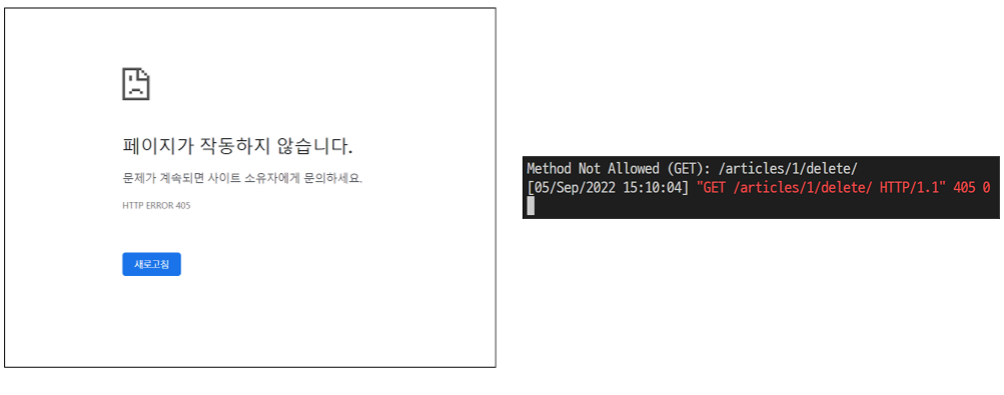 페이지가 작동하지 않습니다.
문제가 계속되면 사이트 소유자에게 문의하세요.
HTTP ERROR 405
새로고침
Method Not Allowed (GET): /articles/1/delete/
[05/Sep/2022 15:10:04] "GET /articles/1/delete/ HTTP/1.1" 405 0